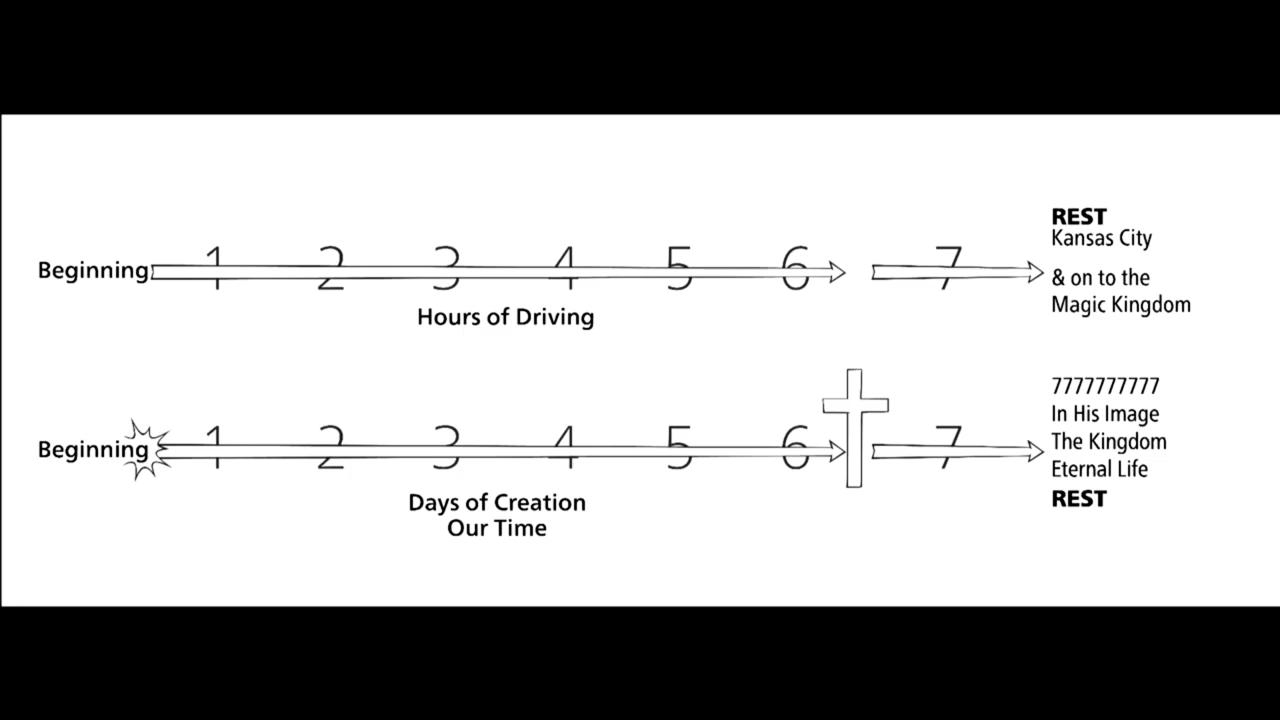 Beginning 1 2 3 4 5 6 7
Hours of Driving
REST
Kansas City
& on to the
Magic Kingdom
Beginning 1 2 3 4 5 6 7
Days of Creation
Our Time
7777777777
In His Image
The Kingdom
Eternal Life
REST